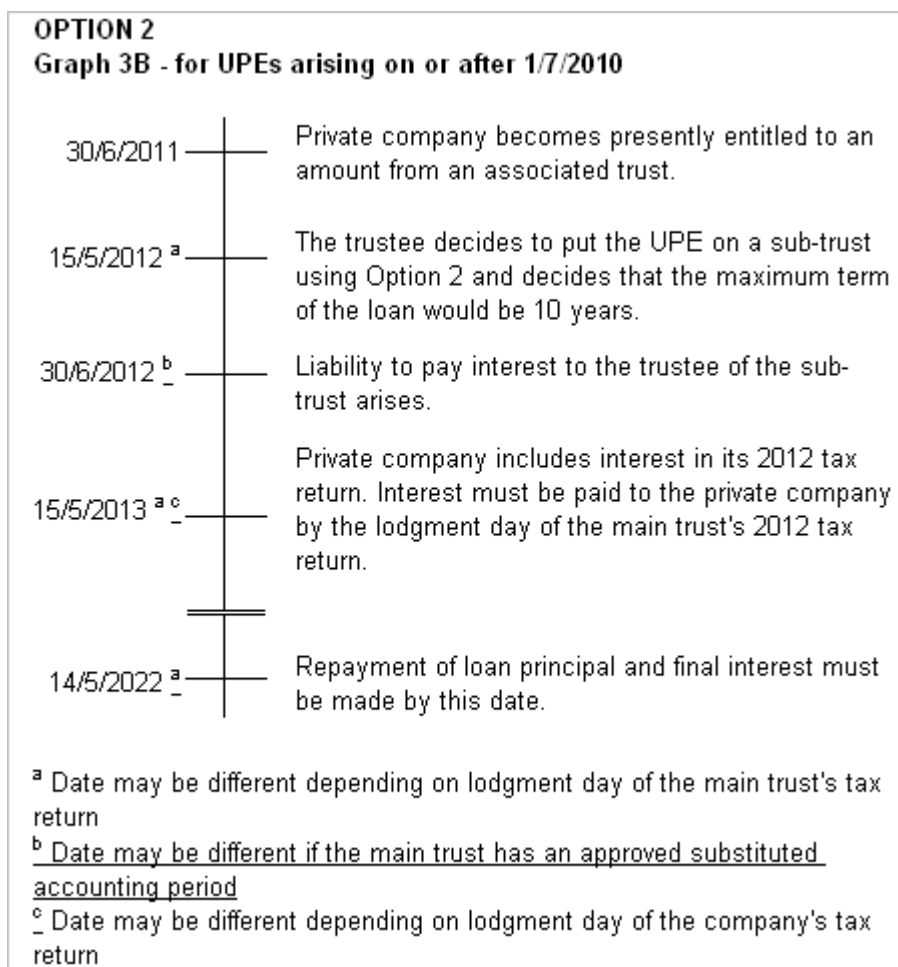 OPTION 2
Graph 3B - for UPEs arising on or after 1/7/2010
30/6/2011
Private company becomes presently entitled to an
amount from an associated trust.
15/5/2012 a
The trustee decides to put the UPE on a sub-trust
using Option 2 and decides that the maximum term
of the loan would be 10 years.
30/6/2012 b
Liability to pay interest to the trustee of the sub-
trust arises.
15/5/2013 a c
Private company includes interest in its 2012 tax
return. Interest must be paid to the private company
by the lodgment day of the main trust's 2012 tax
return.
14/5/2022 a
Repayment of loan principal and final interest must
be made by this date.
a Date may be different depending on lodgment day of the main trust's tax
return
b Date may be different if the main trust has an approved substituted
accounting period
c Date may be different depending on lodgment day of the company's tax
return